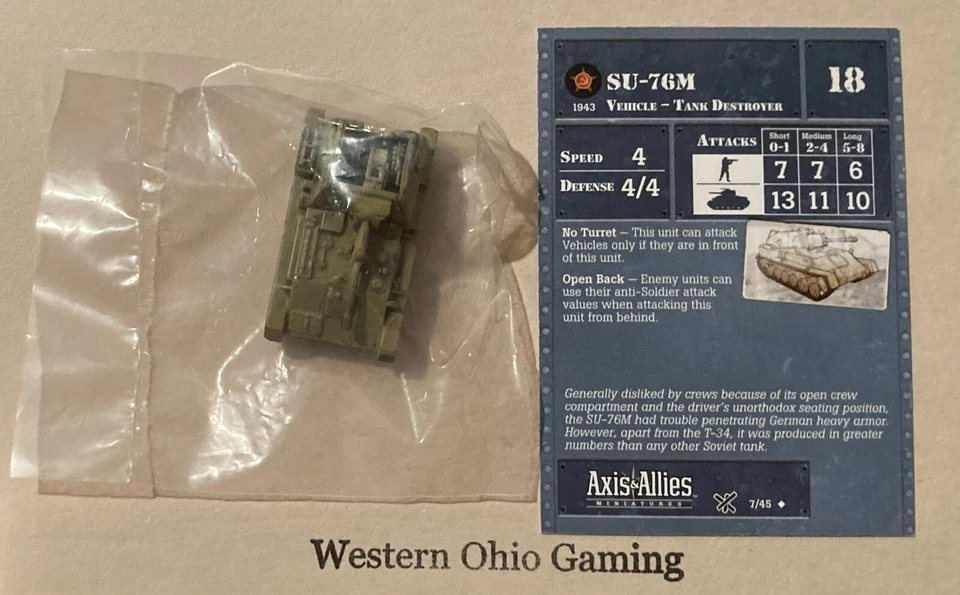 SU-76M
18
1943 Vehicle – Tank Destroyer
Speed 4
Defense 4/4
Attacks Short 0-1 Medium 2-4 Long 5-8
7 7 6
13 11 10
No Turret — This unit can attack
Vehicles only if they are in front
of this unit.
Open Back — Enemy units can
use their anti-Soldier attack
values when attacking this
unit from behind.
Generally disliked by crews because of its open crew
compartment and the driver's unorthodox seating position,
the SU-76M had trouble penetrating German heavy armor.
However, apart from the T-34, it was produced in greater
numbers than any other Soviet tank.
Axis & Allies
MINIATURES
7/45 ◆
Western Ohio Gaming